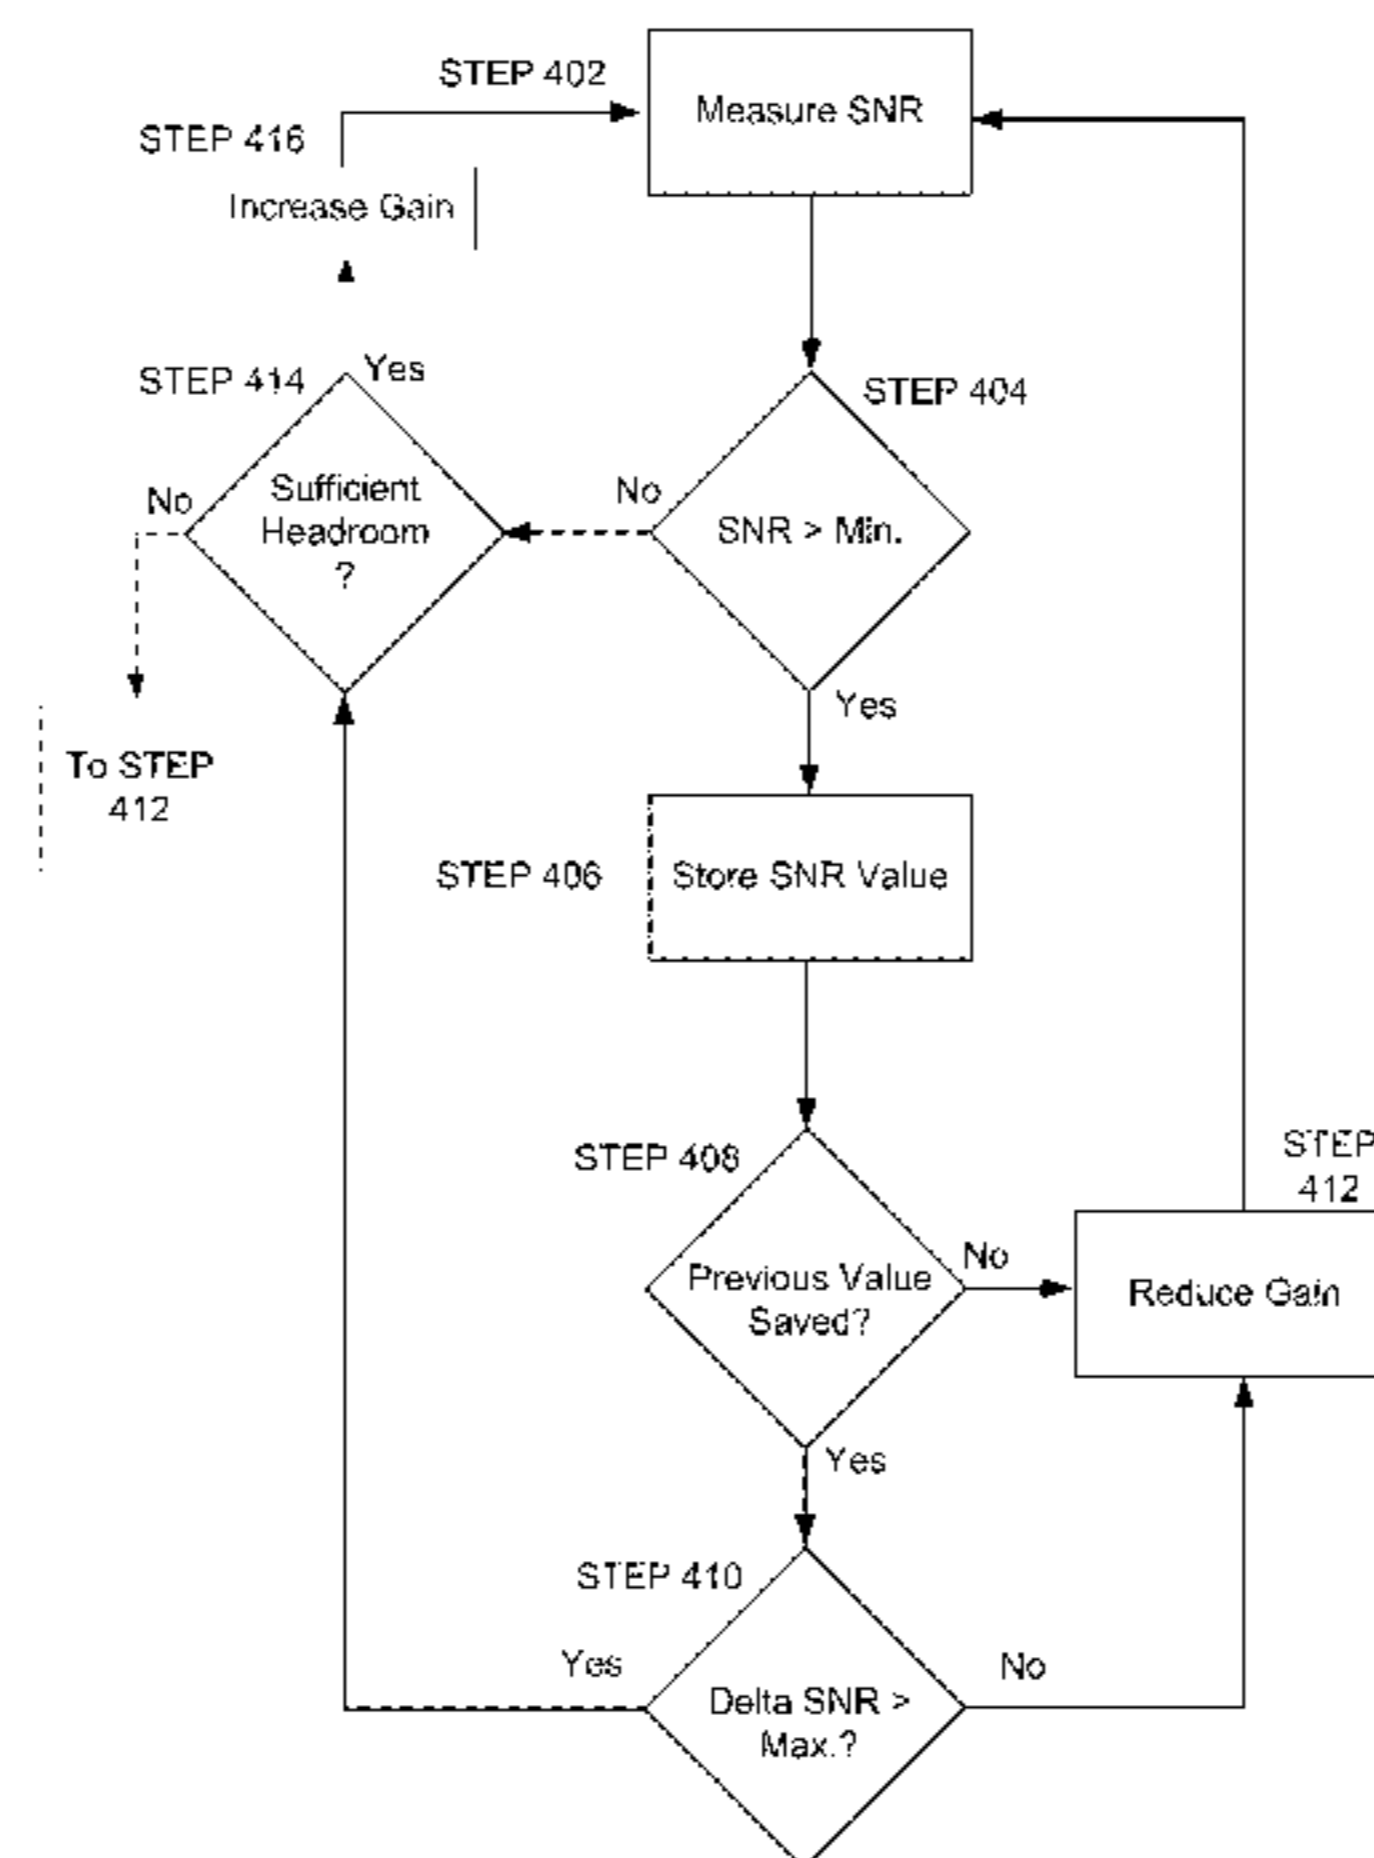 STEP 402
Measure SNR
STEP 416
Increase Gain
STEP 414
Yes
STEP 404
Sufficient
Headroom
?
No
No
SNR > Min.
Yes
To STEP
412
STEP 406
Store SNR Value
STEP 408
STEP
412
Previous Value
Saved?
No
Reduce Gain
Yes
STEP 410
Yes
No
Delta SNR >
Max.?